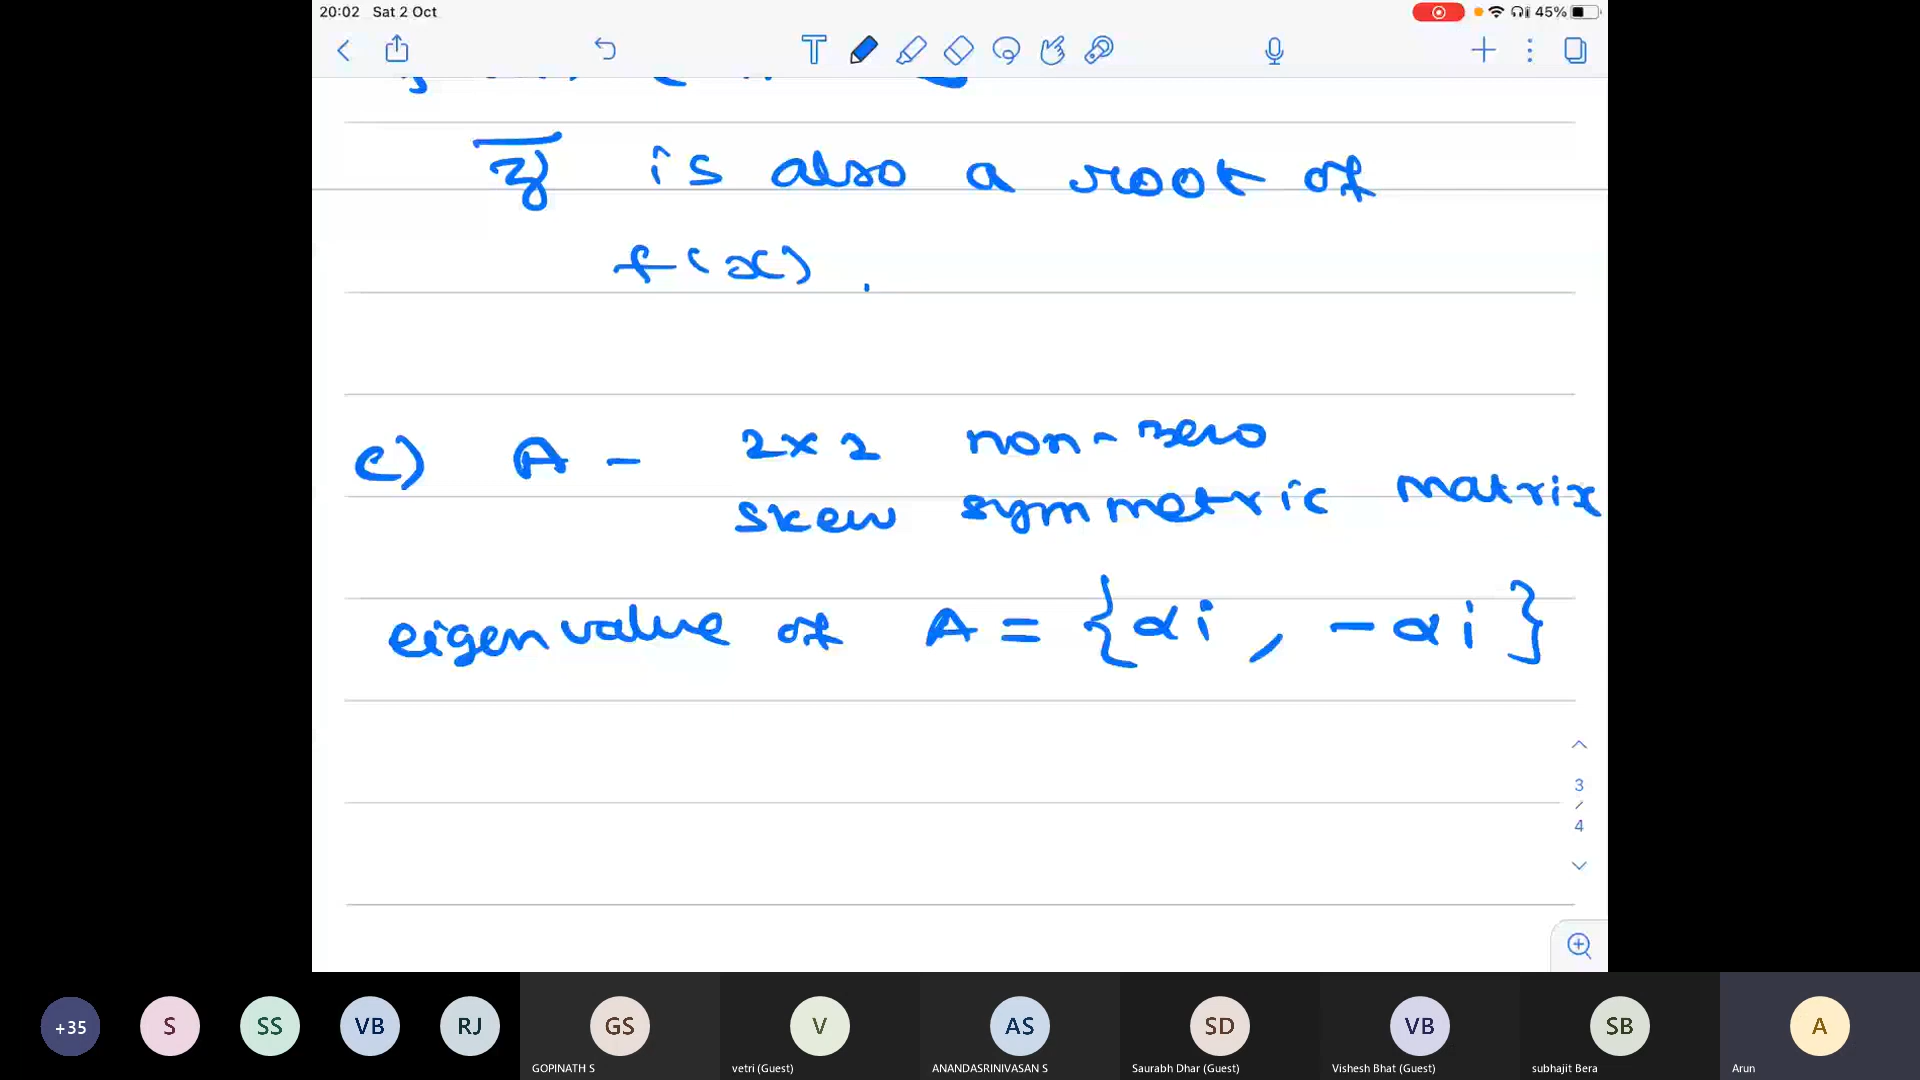 20:02 Sat 2 Oct
45%
T
z̄ is also a root of
f(x).
c) A - 2x2 non-zero
skew symmetric matrix
eigenvalue of A = {αi, -αi}
3
/
4
+35 S SS VB RJ GS V AS SD VB SB A
GOPINATH S vetri (Guest) ANANDASRINIVASAN S Saurabh Dhar (Guest) Vishesh Bhat (Guest) subhajit Bera Arun